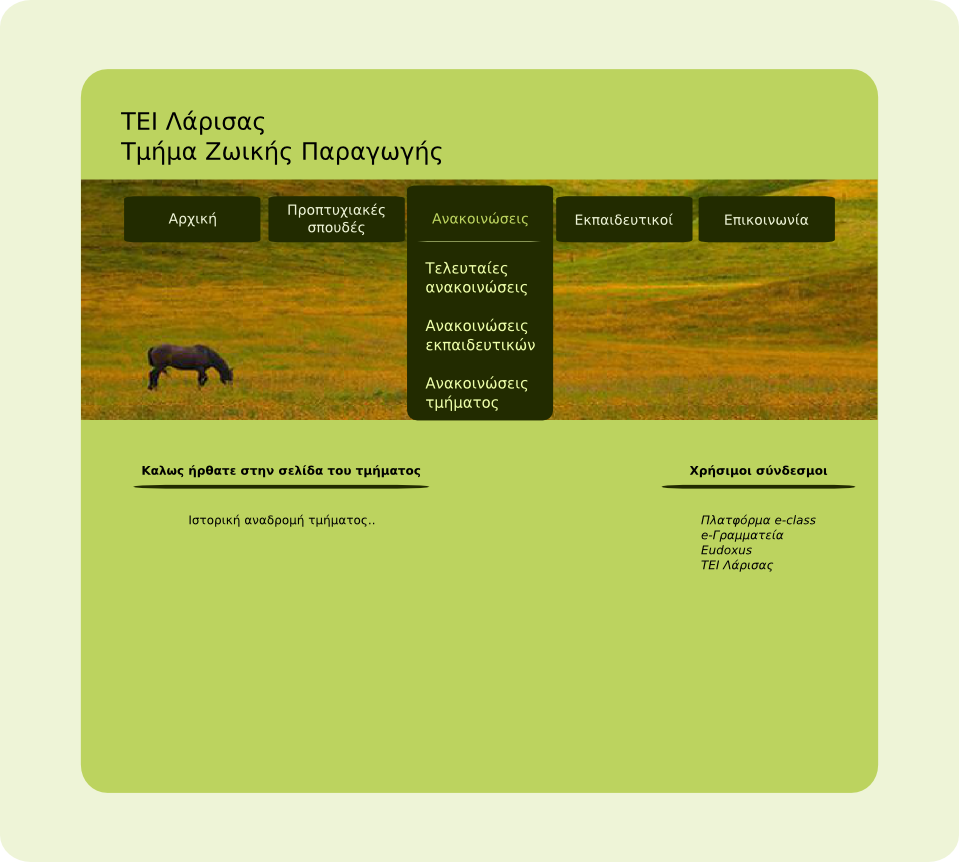 ΤΕΙ Λάρισας
Τμήμα Ζωικής Παραγωγής
Αρχική
Προπτυχιακές
σπουδές
Ανακοινώσεις
Εκπαιδευτικοί
Επικοινωνία
Τελευταίες
ανακοινώσεις
Ανακοινώσεις
εκπαιδευτικών
Ανακοινώσεις
τμήματος
Καλως ήρθατε στην σελίδα του τμήματος
Ιστορική αναδρομή τμήματος..
Χρήσιμοι σύνδεσμοι
Πλατφόρμα e-class
e-Γραμματεία
Eudoxus
ΤΕΙ Λάρισας